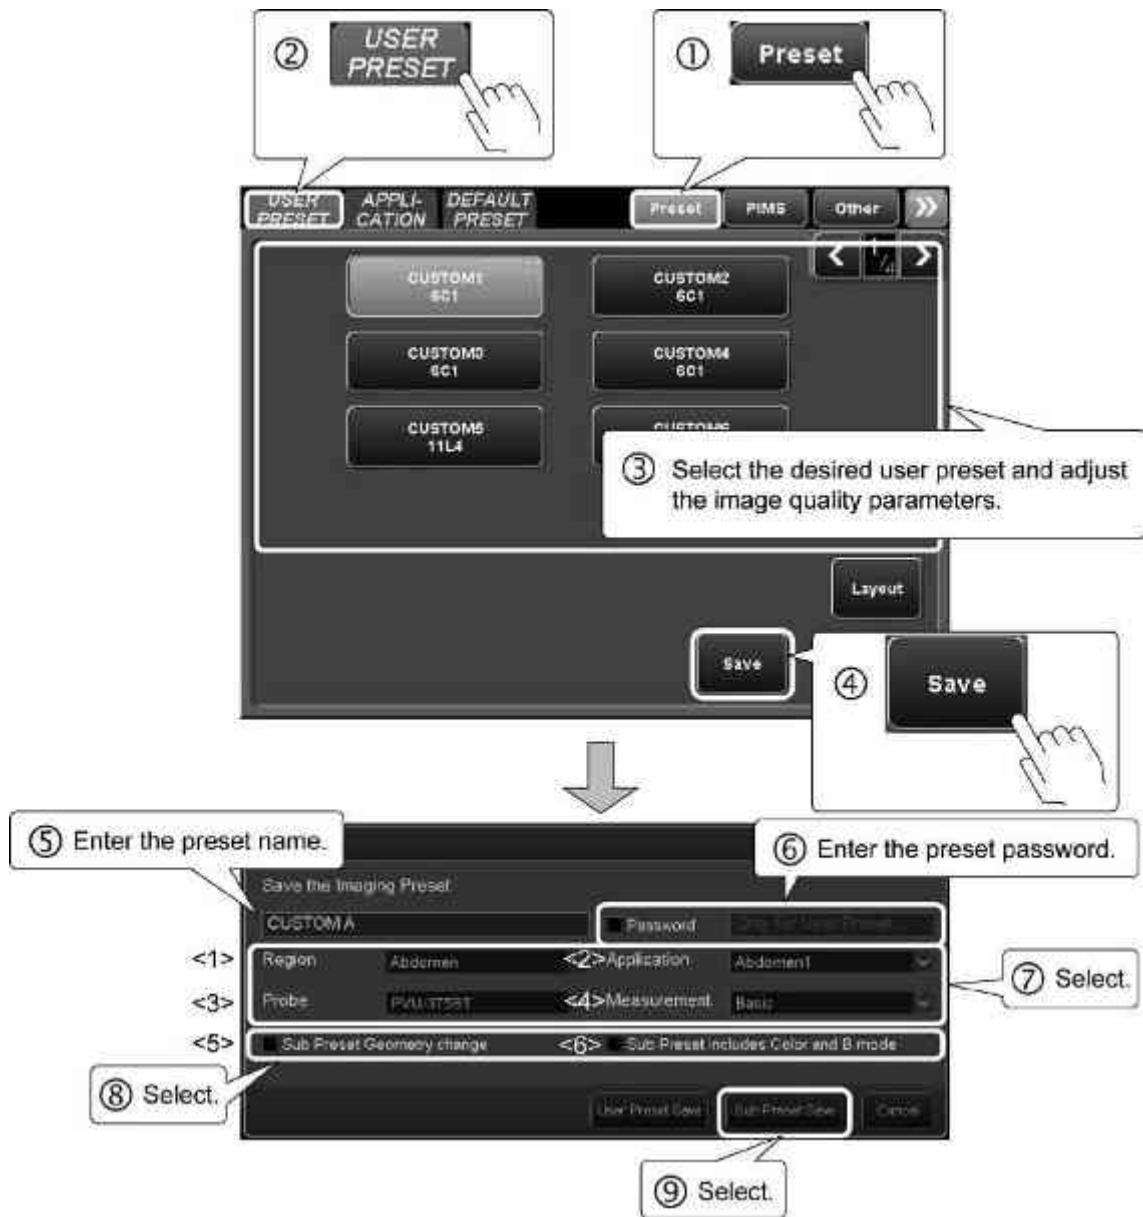 ② USER
PRESET
① Preset
USER
PRESET
APPLI-
CATION
DEFAULT
PRESET
Preset
PIMS
Other
CUSTOM1
6C1
CUSTOM2
6C1
CUSTOM3
6C1
CUSTOM4
6C1
CUSTOM5
11L4
CUSTOM6
③ Select the desired user preset and adjust
the image quality parameters.
Layout
Save
④ Save
⑤ Enter the preset name.
⑥ Enter the preset password.
Save the Imaging Preset
CUSTOM A
Password
<1> Region Abdomen <2> Application Abdomen1
⑦ Select.
<3> Probe <4> Measurement Basic
<5> Sub Preset Geometry change <6> Sub Preset Includes Color and B mode
⑧ Select.
User Preset Save Sub Preset Save Cancel
⑨ Select.